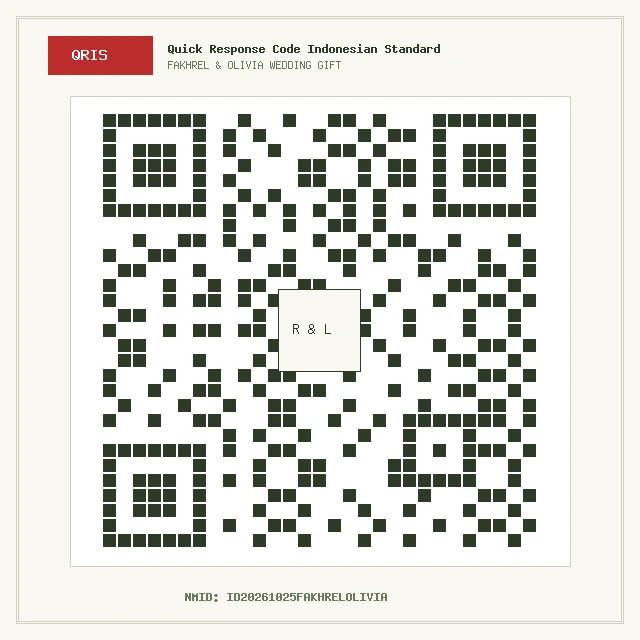 QRIS
Quick Response Code Indonesian Standard
FAKHREL & OLIVIA WEDDING GIFT
R & L
NMID: ID20261025FAKHRELOLIVIA